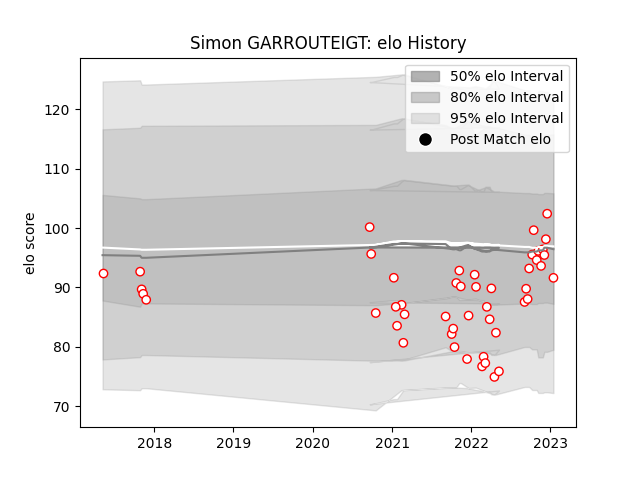 Simon GARROUTEIGT: elo History
50% elo Interval
80% elo Interval
95% elo Interval
Post Match elo
elo score
120
110
100
90
80
70
2018
2019
2020
2021
2022
2023